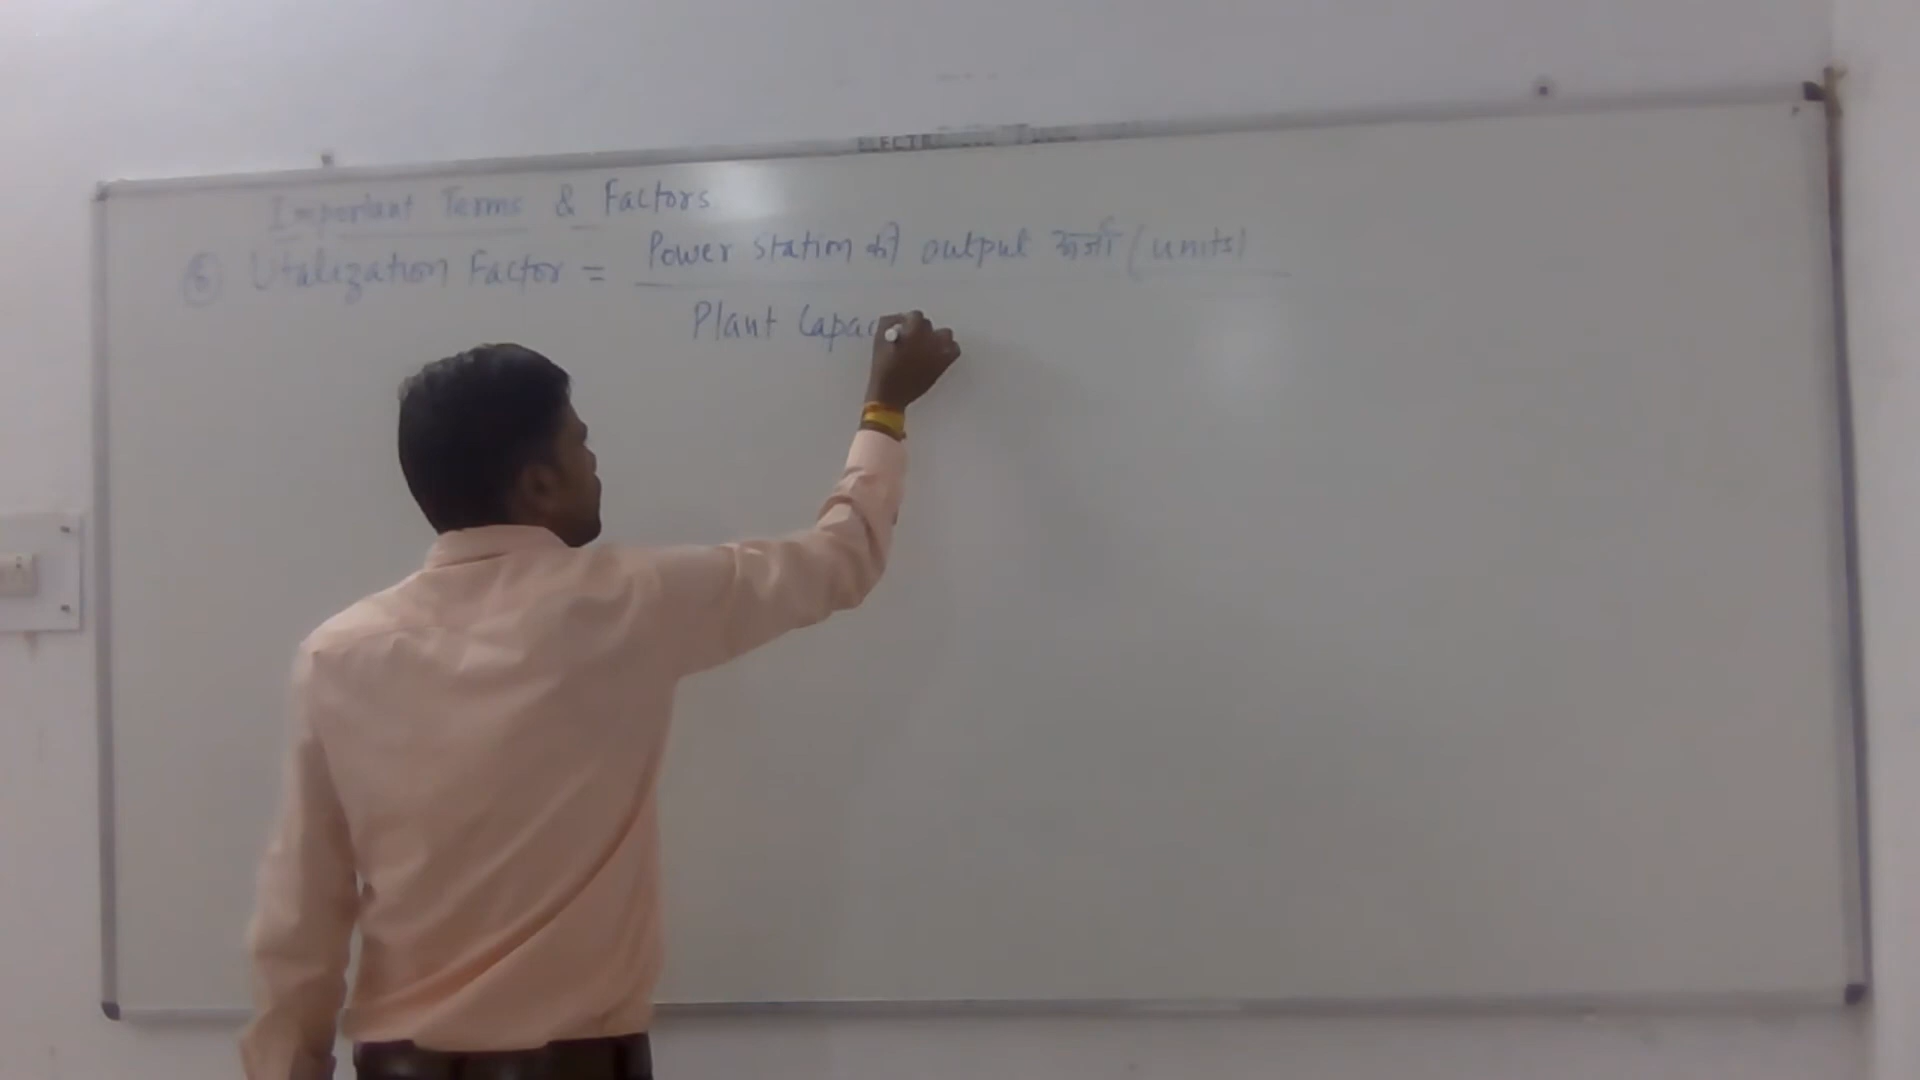 Important Terms & Factors
⑥ Utalization Factor = Power station की output ऊर्जा (units)
Plant Capac